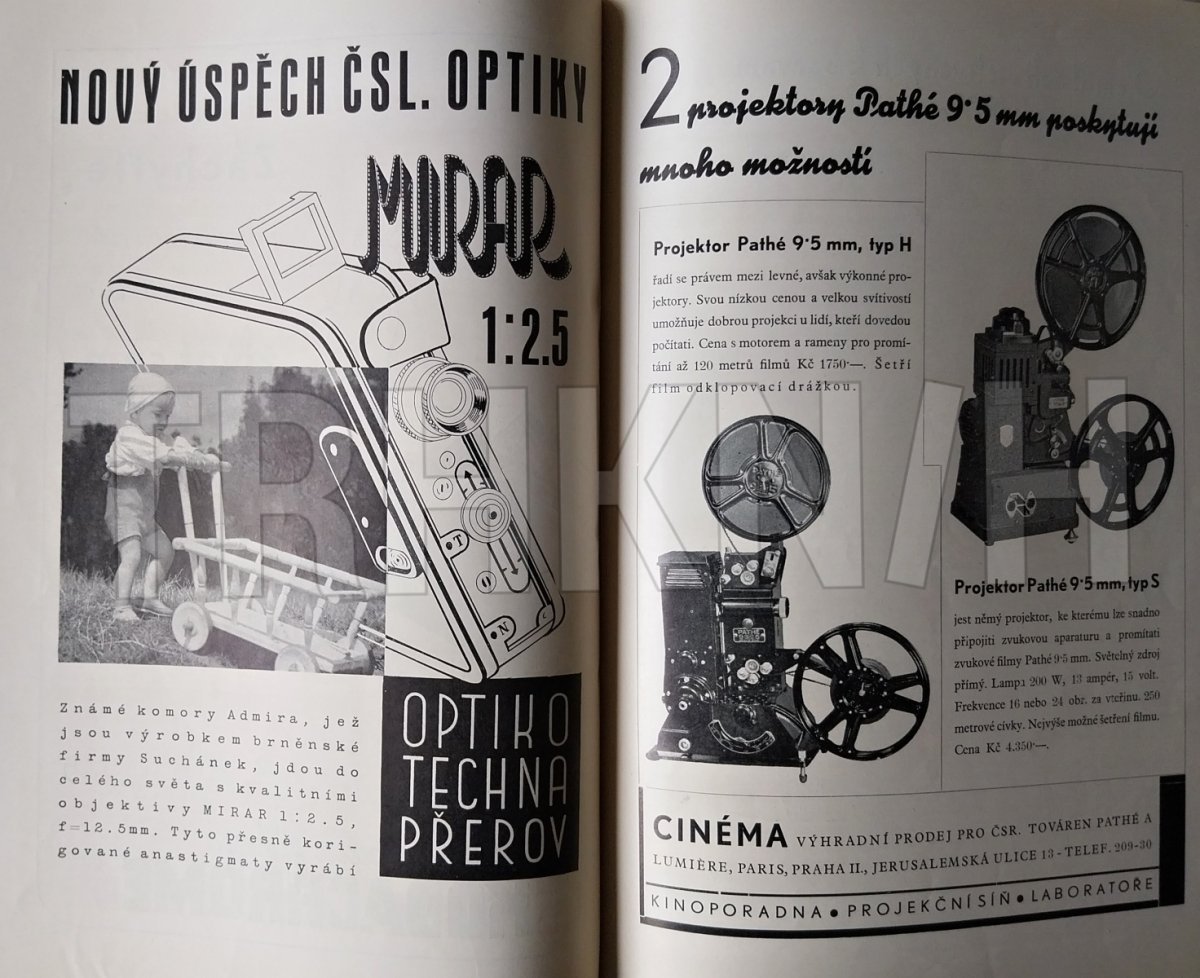 NOVÝ ÚSPĚCH ČSL. OPTIKY
MIRAR
1:2.5
T
N
Známé komory Admira, jež
jsou výrobkem brněnské
firmy Suchánek, jdou do
celého světa s kvalitními
objektivy MIRAR 1:2.5,
f=12.5mm. Tyto přesně kori-
gované anastigmaty vyrábí
OPTIKO
TECHNA
PŘEROV
2 projektory Pathé 9·5 mm poskytují
mnoho možností
Projektor Pathé 9·5 mm, typ H
řadí se právem mezi levné, avšak výkonné pro-
jektory. Svou nízkou cenou a velkou svítivostí
umožňuje dobrou projekci u lidí, kteří dovedou
počítati. Cena s motorem a rameny pro promí-
tání až 120 metrů filmů Kč 1750·—. Šetří
film odklopovací drážkou.
PATHÉ
Projektor Pathé 9·5 mm, typ S
jest němý projektor, ke kterému lze snadno
připojiti zvukovou aparaturu a promítati
zvukové filmy Pathé 9·5 mm. Světelný zdroj
přímý. Lampa 200 W, 13 ampér, 15 volt.
Frekvence 16 nebo 24 obr. za vteřinu. 250
metrové cívky. Nejvýše možné šetření filmu.
Cena Kč 4.350·—.
CINÉMA VÝHRADNÍ PRODEJ PRO ČSR. TOVÁREN PATHÉ A
LUMIÈRE, PARIS, PRAHA II., JERUSALEMSKÁ ULICE 13 - TELEF. 209-30
KINOPORADNA ● PROJEKČNÍ SÍŇ ● LABORATOŘE